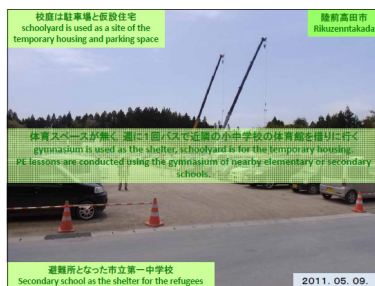 校庭は駐車場と仮設住宅
schoolyard is used as a site of the
temporary housing and parking space
陸前高田市
Rikuzenntakada
体育スペースが無く、週に1回バスで近隣の小中学校の体育館を借りに行く
gymnasium is used as the shelter, schoolyard is for the temporary housing.
PE lessons are conducted using the gymnasium of nearby elementary or secondary
schools.
避難所となった市立第一中学校
Secondary school as the shelter for the refugees
2011. 05. 09.